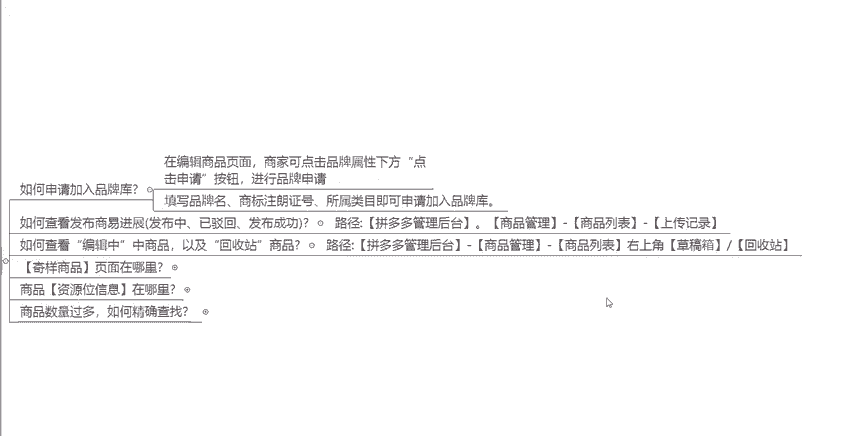 在编辑商品页面，商家可点击品牌属性下方“点
击申请”按钮，进行品牌申请
如何申请加入品牌库？
填写品牌名、商标注朗证号、所属类目即可申请加入品牌库。
如何查看发布商易进展(发布中、已驳回、发布成功)？ 路径:【拼多多管理后台】。【商品管理】-【商品列表】-【上传记录】
如何查看“编辑中”中商品，以及“回收站”商品？ 路径:【拼多多管理后台】-【商品管理】-【商品列表】右上角【草稿箱】/【回收站】
【寄样商品】页面在哪里？
商品【资源位信息】在哪里？
商品数量过多，如何精确查找？